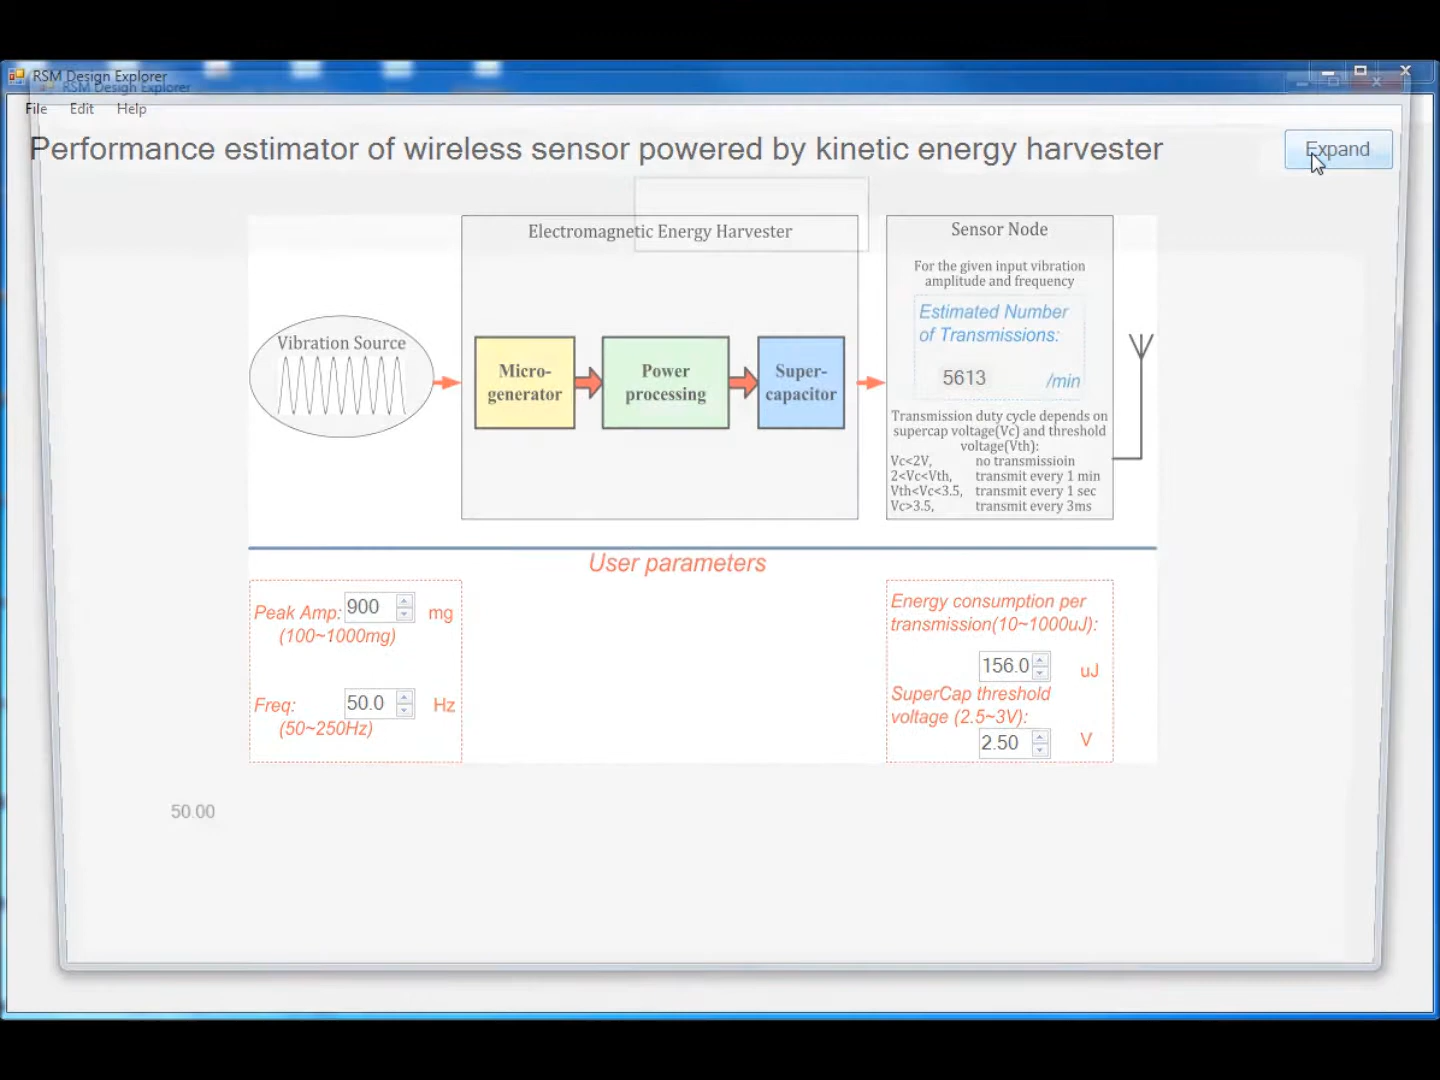 RSM Design Explorer
RSM Design Explorer
File Edit Help
Performance estimator of wireless sensor powered by kinetic energy harvester
Expand
Electromagnetic Energy Harvester
Sensor Node
For the given input vibration
amplitude and frequency
Estimated Number
of Transmissions:
5613 /min
Vibration Source
Micro-
generator
Power
processing
Super-
capacitor
Transmission duty cycle depends on
supercap voltage(Vc) and threshold
voltage(Vth):
Vc<2V, no transmissioin
2<Vc<Vth, transmit every 1 min
Vth<Vc<3.5, transmit every 1 sec
Vc>3.5, transmit every 3ms
User parameters
Peak Amp: 900 mg
(100~1000mg)
Freq: 50.0 Hz
(50~250Hz)
Energy consumption per
transmission(10~1000uJ):
156.0 uJ
SuperCap threshold
voltage (2.5~3V):
2.50 V
50.00